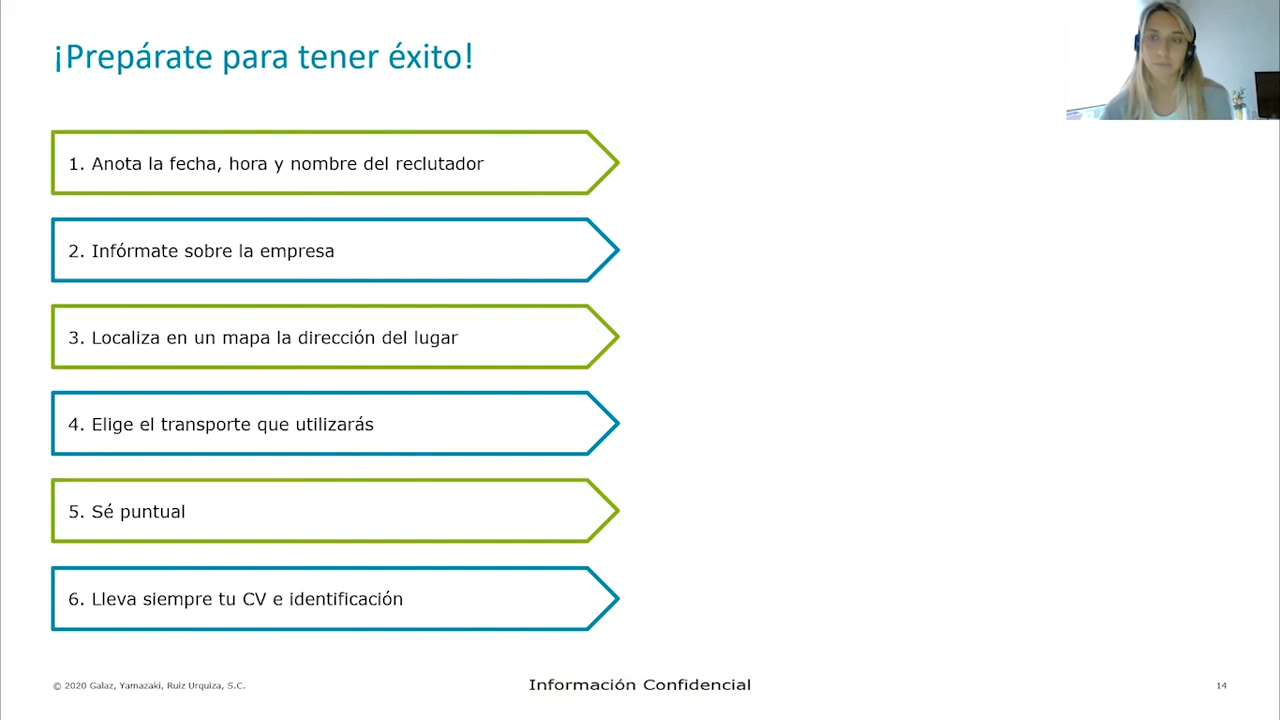 ¡Prepárate para tener éxito!
1. Anota la fecha, hora y nombre del reclutador
2. Infórmate sobre la empresa
3. Localiza en un mapa la dirección del lugar
4. Elige el transporte que utilizarás
5. Sé puntual
6. Lleva siempre tu CV e identificación
© 2020 Galaz, Yamazaki, Ruiz Urquiza, S.C.
Información Confidencial
14